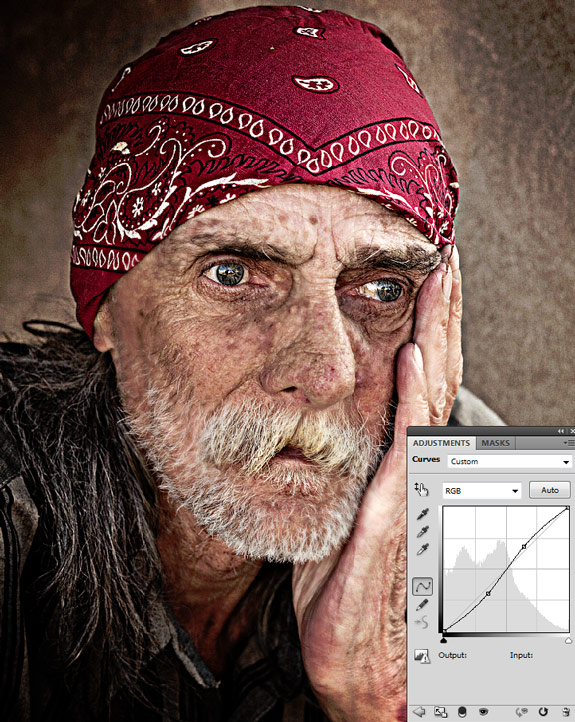 ADJUSTMENTS MASKS
Curves Custom
RGB Auto
Output: Input: